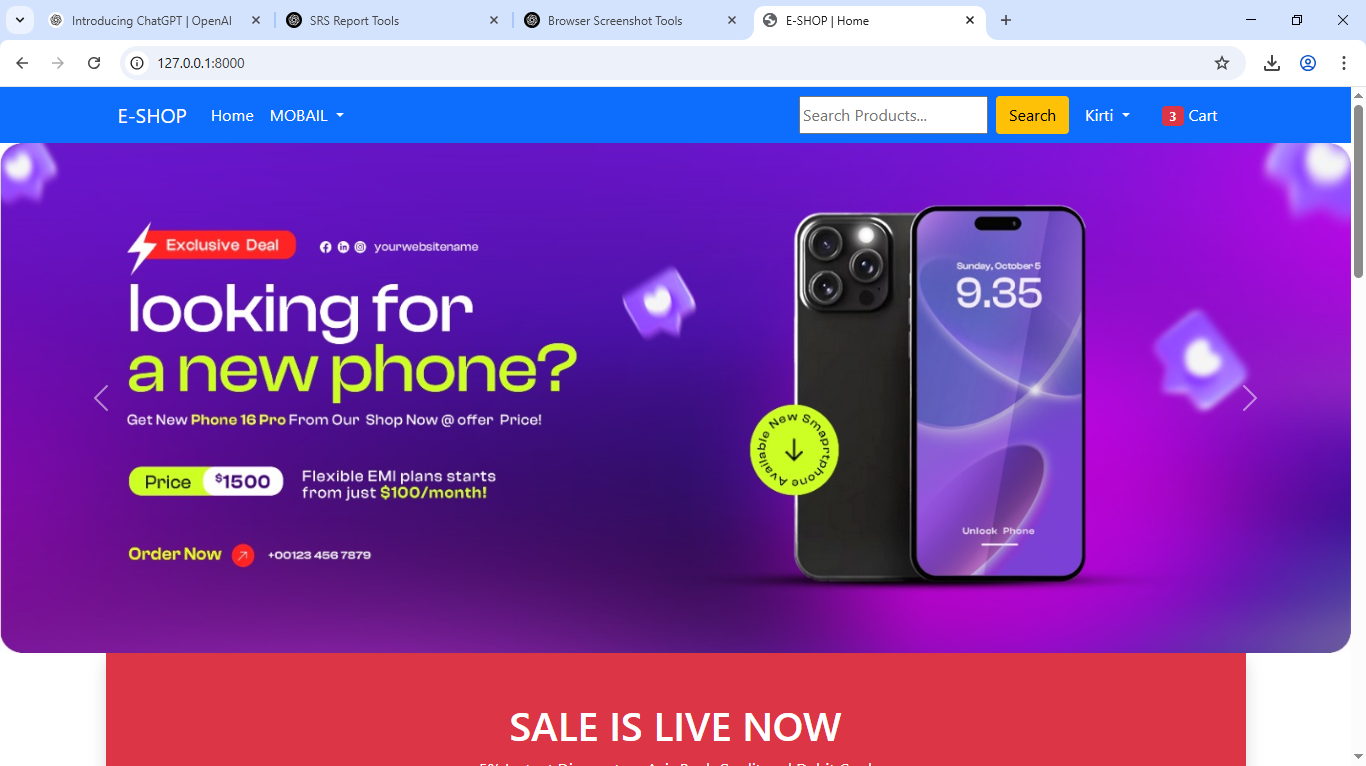 Introducing ChatGPT | OpenAI
SRS Report Tools
Browser Screenshot Tools
E-SHOP | Home
127.0.0.1:8000
E-SHOP
Home
MOBAIL
Search Products...
Search
Kirti
3
Cart
Exclusive Deal
yourwebsitename
looking for
a new phone?
Get New Phone 16 Pro From Our Shop Now @ offer Price!
Price $1500
Flexible EMI plans starts
from just $100/month!
Order Now
+00123 456 7879
Available New Smaprtphone
Sunday, October 5
9.35
Unlock Phone
SALE IS LIVE NOW